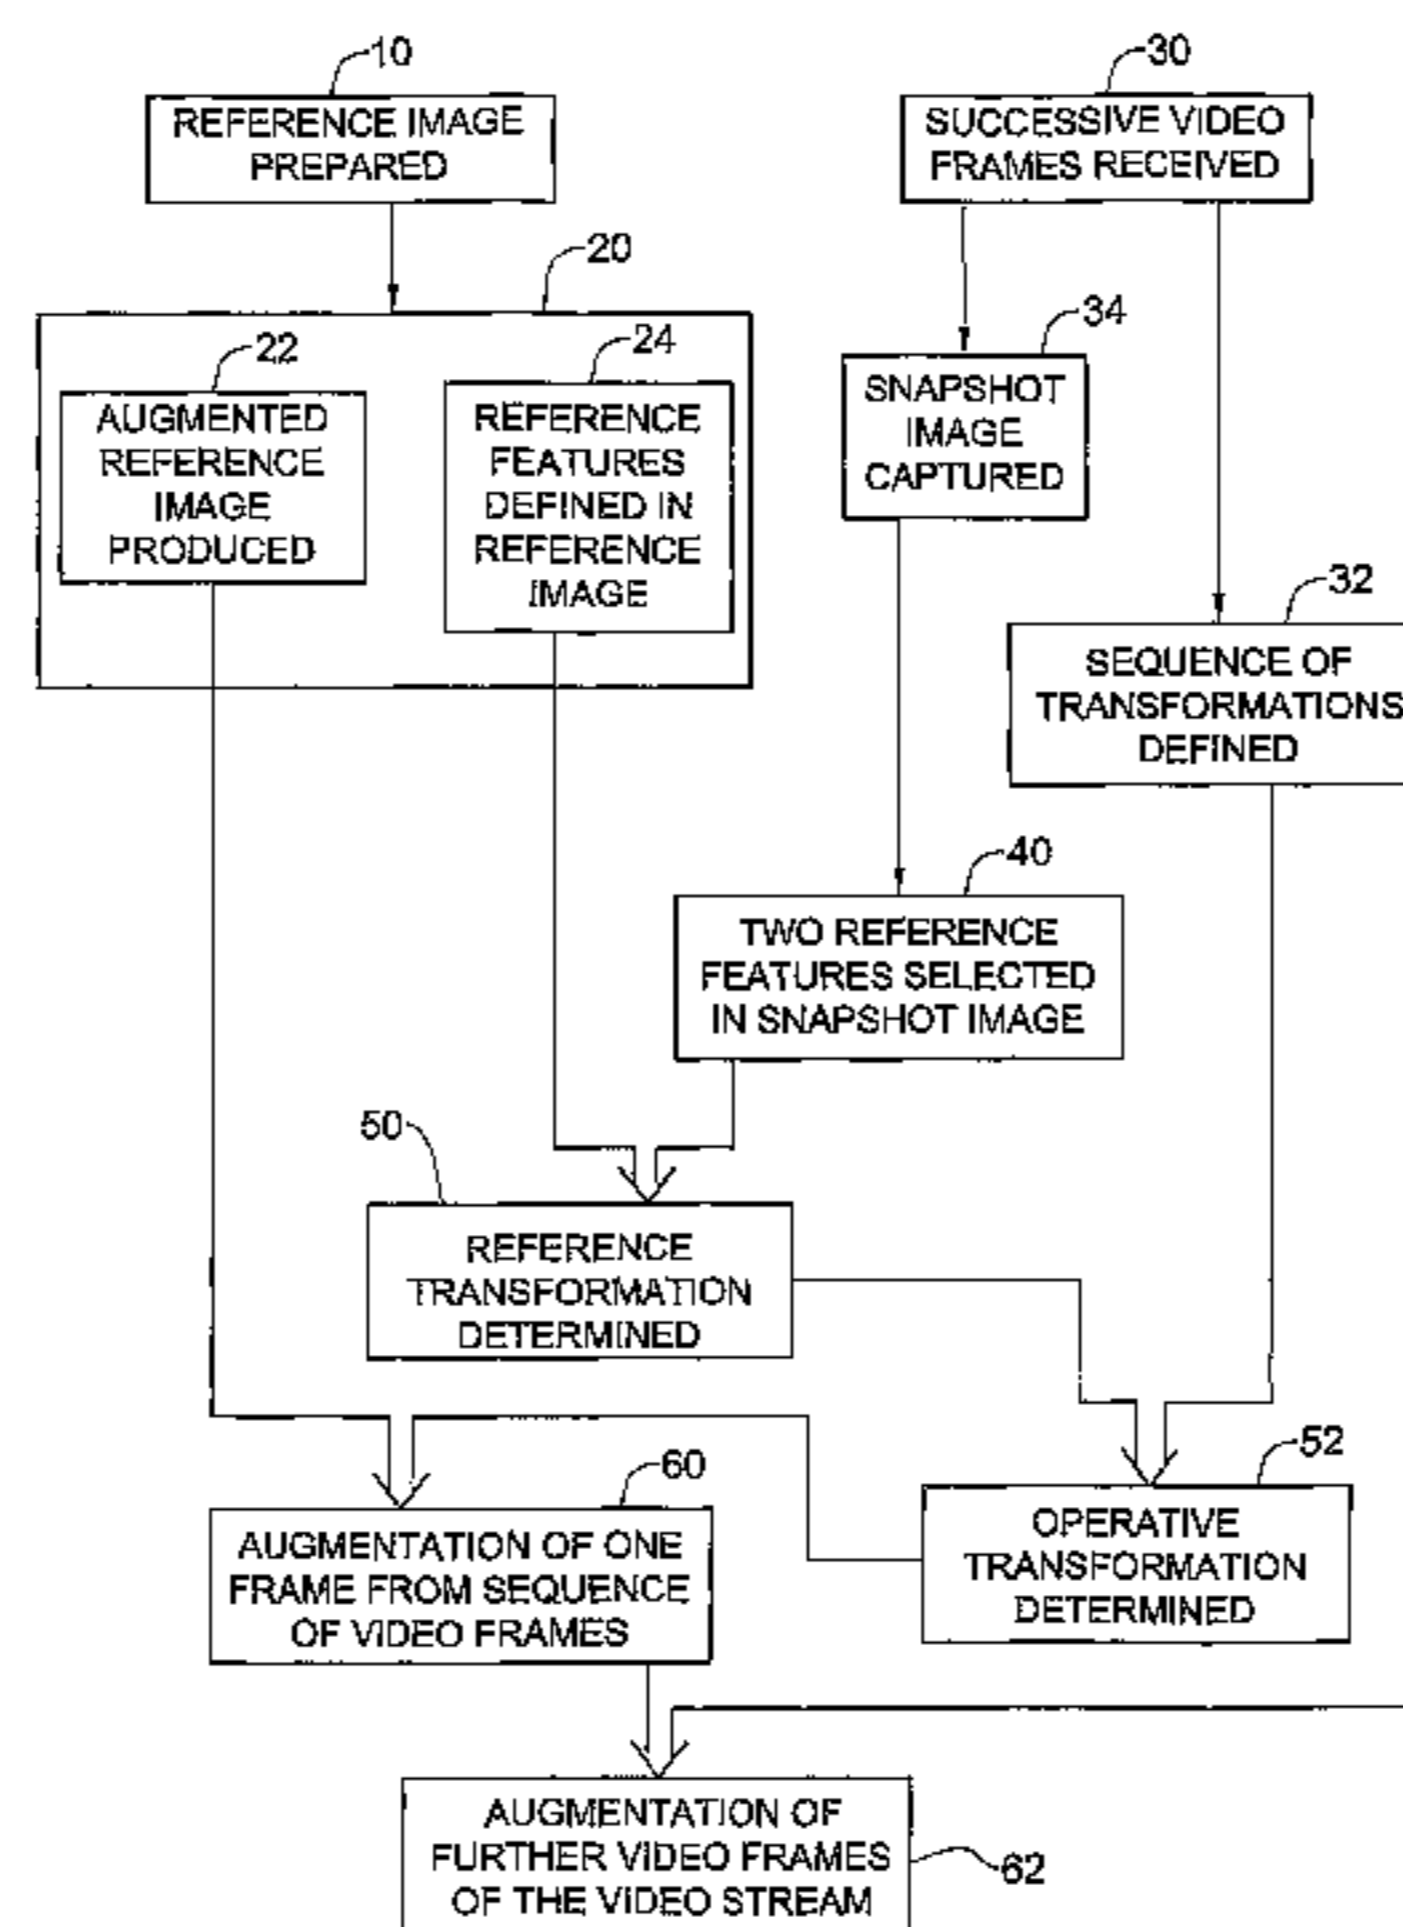 10
REFERENCE IMAGE
PREPARED
30
SUCCESSIVE VIDEO
FRAMES RECEIVED
20
22
AUGMENTED
REFERENCE
IMAGE
PRODUCED
24
REFERENCE
FEATURES
DEFINED IN
REFERENCE
IMAGE
34
SNAPSHOT
IMAGE
CAPTURED
32
SEQUENCE OF
TRANSFORMATIONS
DEFINED
40
TWO REFERENCE
FEATURES SELECTED
IN SNAPSHOT IMAGE
50
REFERENCE
TRANSFORMATION
DETERMINED
52
OPERATIVE
TRANSFORMATION
DETERMINED
60
AUGMENTATION OF ONE
FRAME FROM SEQUENCE
OF VIDEO FRAMES
AUGMENTATION OF
FURTHER VIDEO FRAMES
OF THE VIDEO STREAM
62